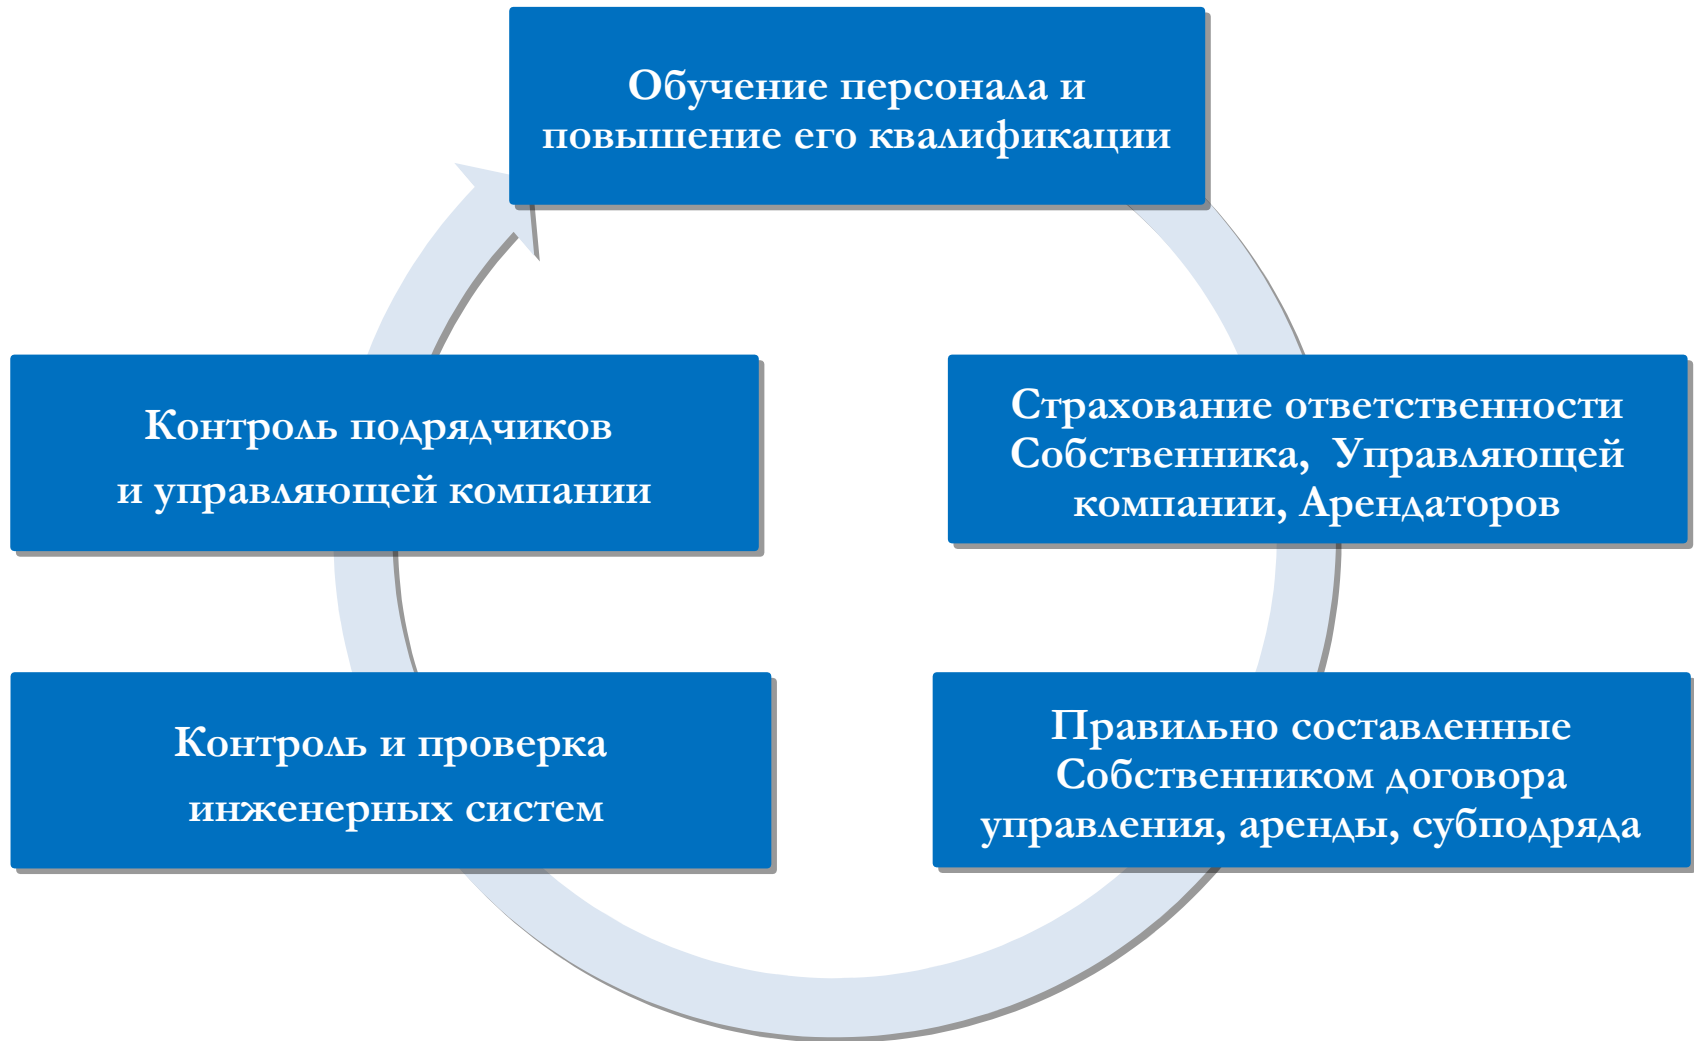 Обучение персонала и
повышение его квалификации
Контроль подрядчиков
и управляющей компании
Страхование ответственности
Собственника, Управляющей
компании, Арендаторов
Контроль и проверка
инженерных систем
Правильно составленные
Собственником договора
управления, аренды, субподряда